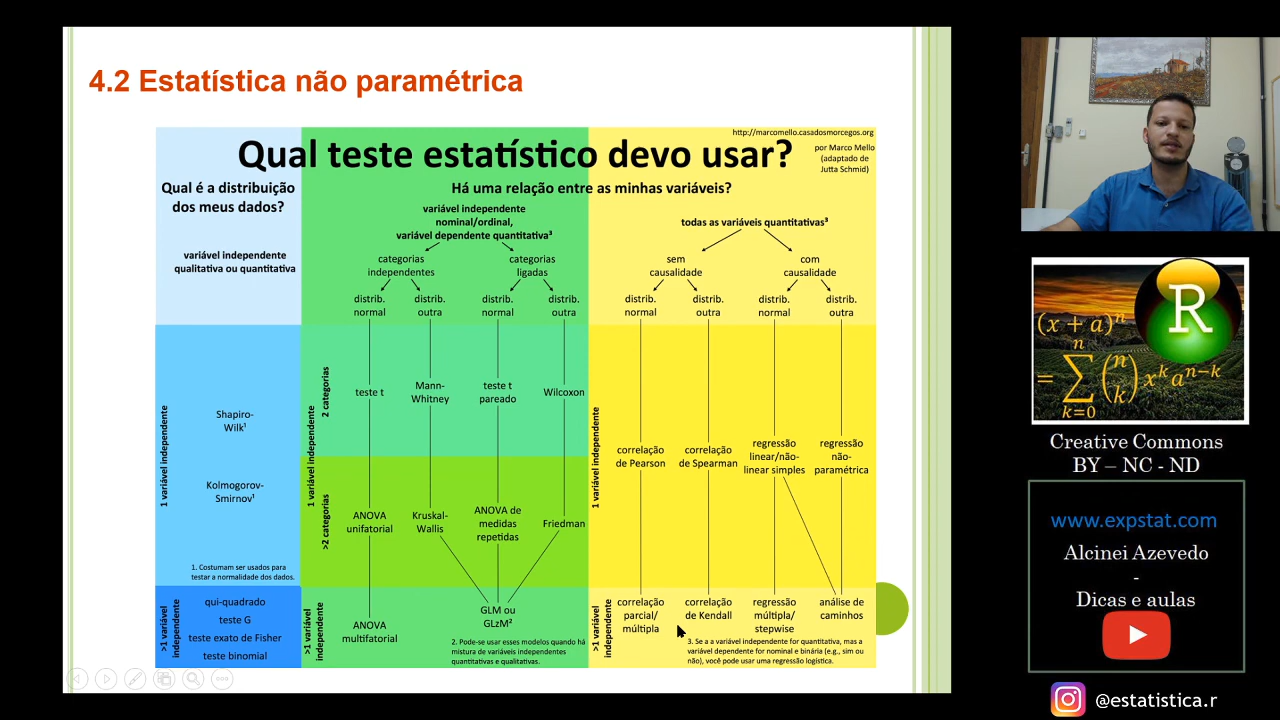 4.2 Estatística não paramétrica
http://marcomello.casadosmorcegos.org
Qual teste estatístico devo usar?
por Marco Mello
(adaptado de
Jutta Schmid)
Qual é a distribuição
dos meus dados?
Há uma relação entre as minhas variáveis?
variável independente
qualitativa ou quantitativa
variável independente
nominal/ordinal,
variável dependente quantitativa³
todas as variáveis quantitativas³
categorias
independentes
categorias
ligadas
sem
causalidade
com
causalidade
distrib.
normal
distrib.
outra
distrib.
normal
distrib.
outra
distrib.
normal
distrib.
outra
distrib.
normal
distrib.
outra
1 variável independente
Shapiro-
Wilk¹
Kolmogorov-
Smirnov¹
1. Costumam ser usados para
testar a normalidade dos dados.
1 variável independente
2 categorias
teste t
Mann-
Whitney
teste t
pareado
Wilcoxon
>2 categorias
ANOVA
unifatorial
Kruskal-
Wallis
ANOVA de
medidas
repetidas
Friedman
1 variável independente
correlação
de Pearson
correlação
de Spearman
regressão
linear/não-
linear simples
regressão
não-
paramétrica
>1 variável
independente
qui-quadrado
teste G
teste exato de Fisher
teste binomial
>1 variável
independente
ANOVA
multifatorial
GLM ou
GLzM²
2. Pode-se usar esses modelos quando há
mistura de variáveis independentes
quantitativas e qualitativas.
>1 variável
independente
correlação
parcial/
múltipla
correlação
de Kendall
regressão
múltipla/
stepwise
análise de
caminhos
3. Se a a variável independente for quantitativa, mas a
variável dependente for nominal e binária (e.g., sim ou
não), você pode usar uma regressão logística.
R
(x + a)ⁿ
n
= ∑ (n k) xᵏ aⁿ⁻ᵏ
k=0
Creative Commons
BY – NC - ND
www.expstat.com
Alcinei Azevedo
-
Dicas e aulas
@estatistica.r